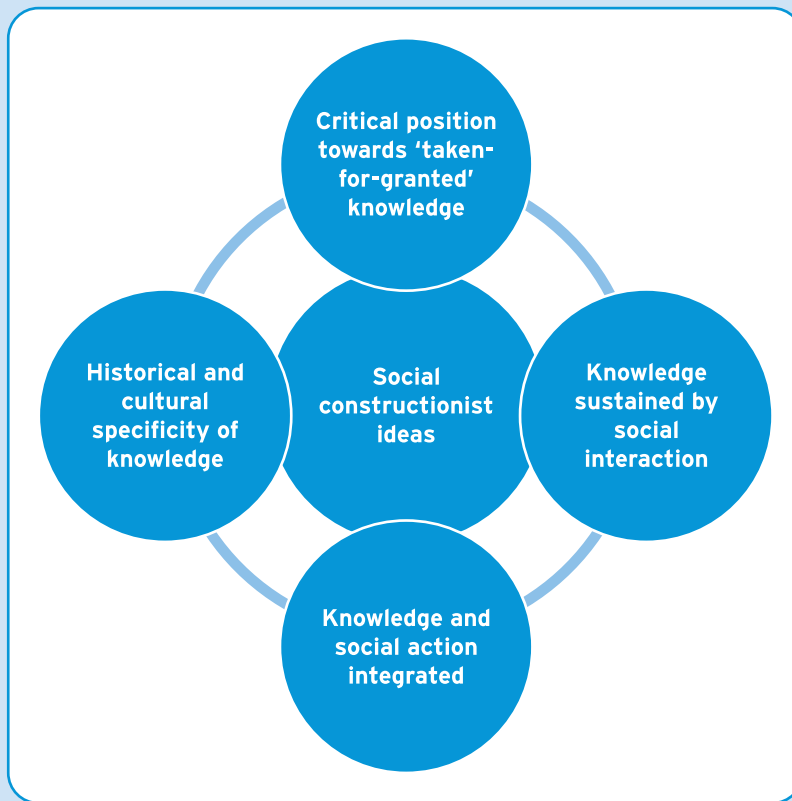 Critical position
towards ‘taken-
for-granted’
knowledge
Historical and
cultural
specificity of
knowledge
Social
constructionist
ideas
Knowledge
sustained by
social
interaction
Knowledge and
social action
integrated